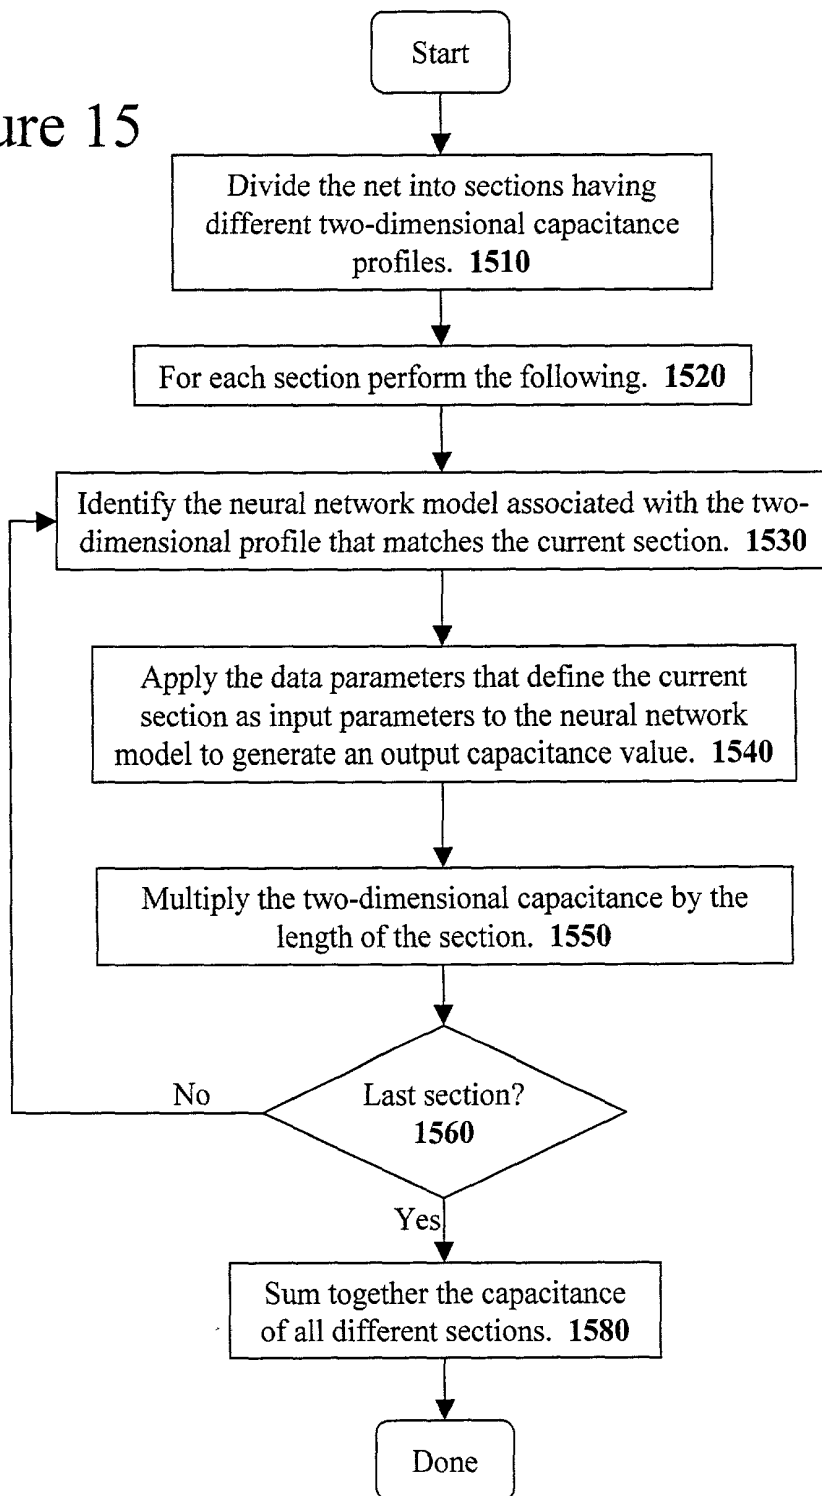 Start
ure 15
Divide the net into sections having
different two-dimensional capacitance
profiles. 1510
For each section perform the following. 1520
Identify the neural network model associated with the two-
dimensional profile that matches the current section. 1530
Apply the data parameters that define the current
section as input parameters to the neural network
model to generate an output capacitance value. 1540
Multiply the two-dimensional capacitance by the
length of the section. 1550
No
Last section?
1560
Yes
Sum together the capacitance
of all different sections. 1580
Done